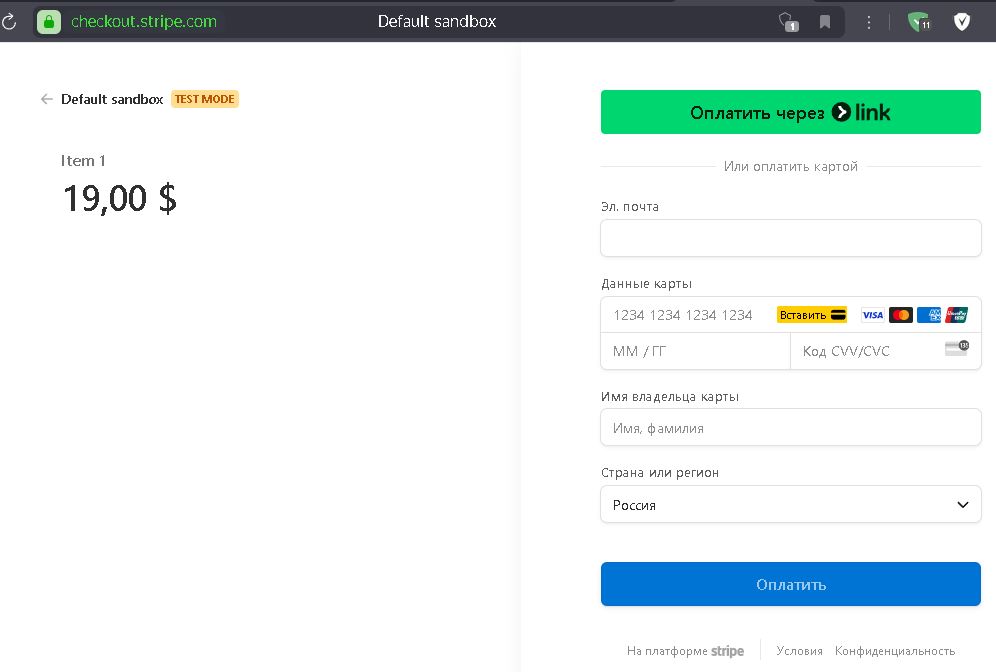 checkout.stripe.com
Default sandbox
1
11
Default sandbox TEST MODE
Item 1
19,00 $
Оплатить через link
Или оплатить картой
Эл. почта
Данные карты
1234 1234 1234 1234 Вставить VISA
ММ / ГГ
Код CVV/CVC
135
Имя владельца карты
Имя, фамилия
Страна или регион
Россия
Оплатить
На платформе stripe
Условия
Конфиденциальность